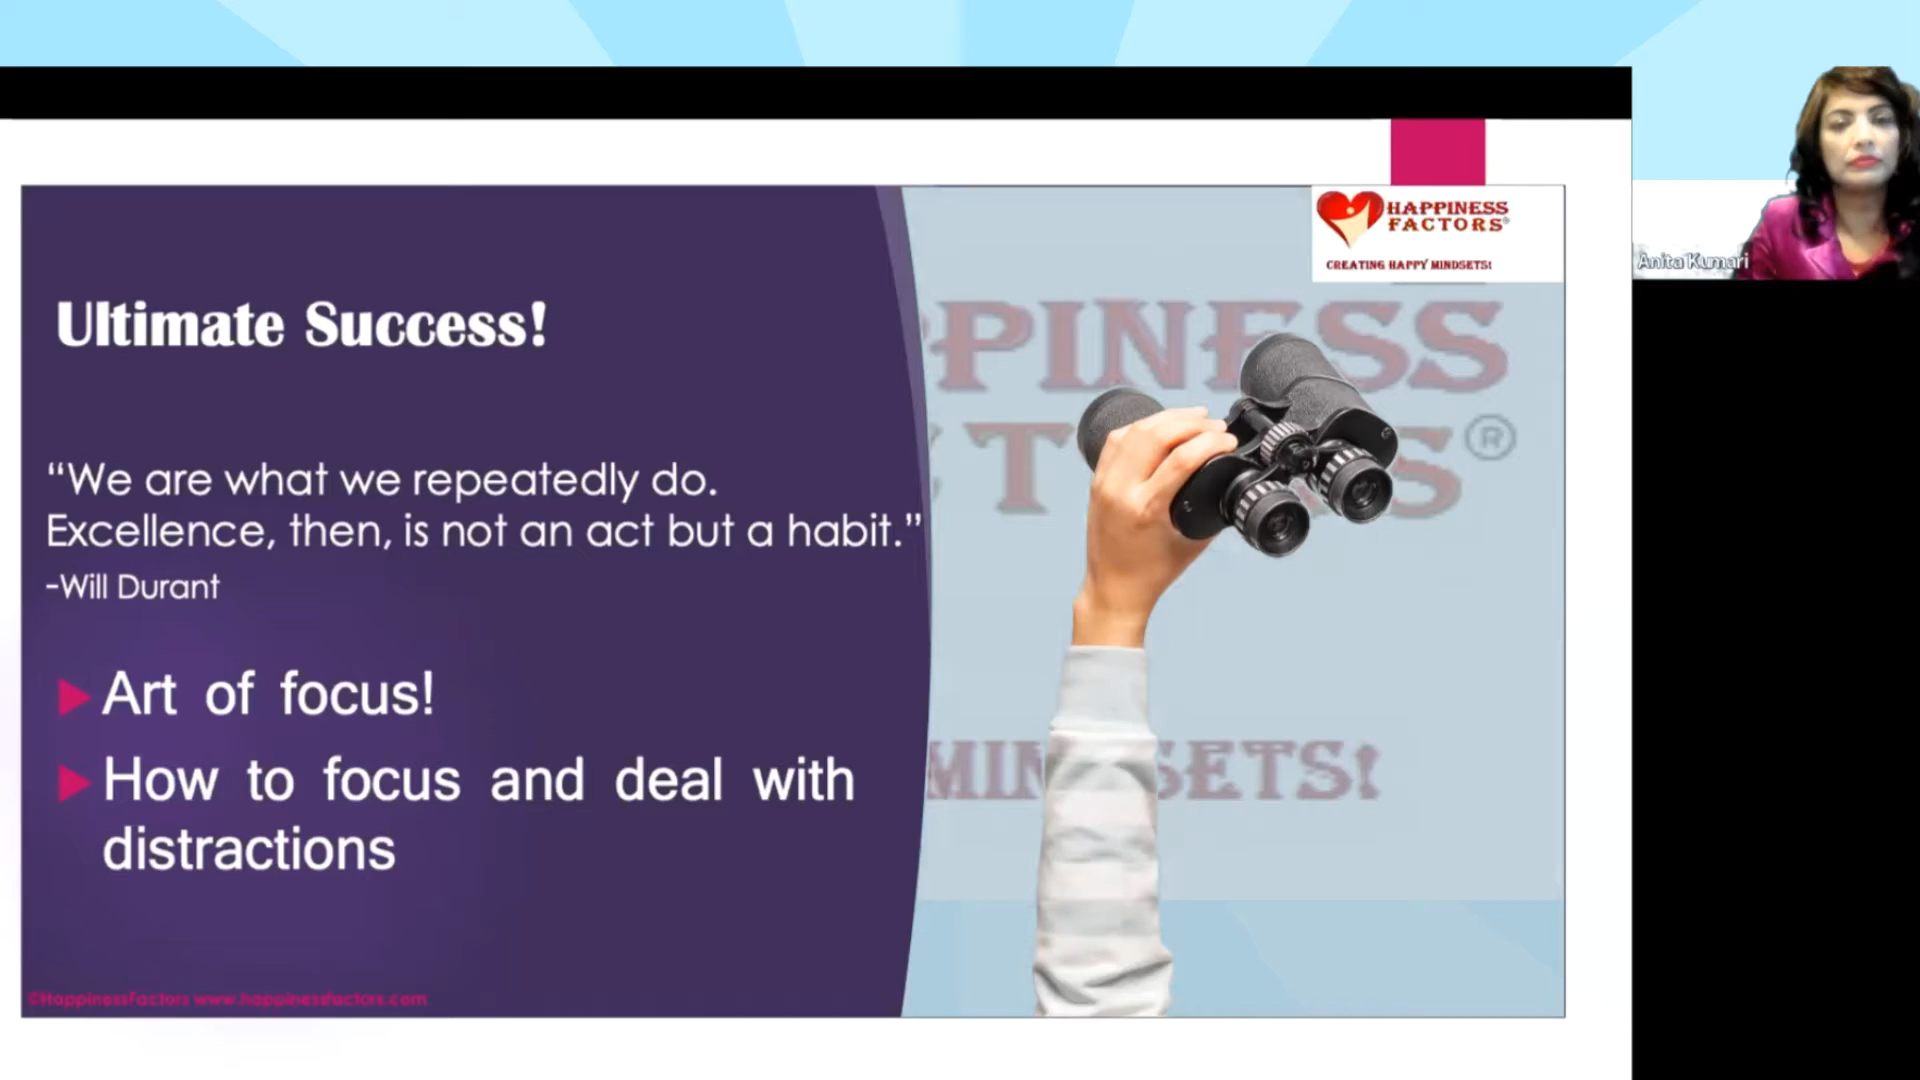 HAPPINESS
FACTORS®
CREATING HAPPY MINDSETS!
Anita Kumari
Ultimate Success!
“We are what we repeatedly do.
Excellence, then, is not an act but a habit.”
-Will Durant
Art of focus!
How to focus and deal with
distractions
PPINESS
®
©HappinessFactors www.happinessfactors.com